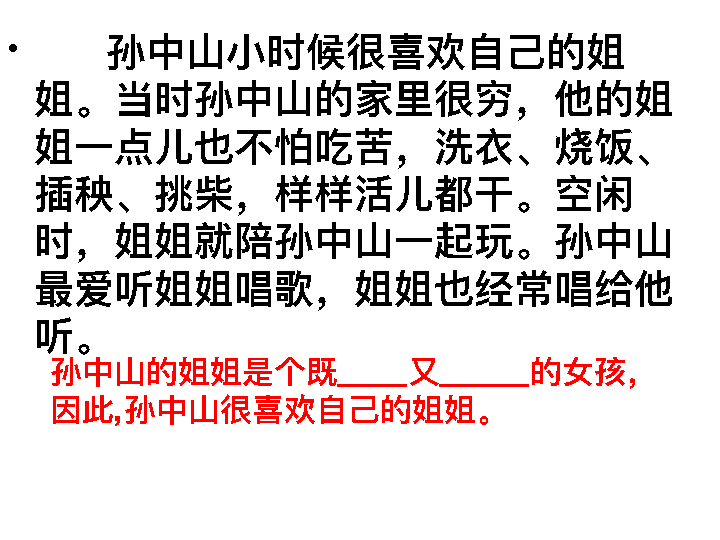 • 孙中山小时候很喜欢自己的姐
姐。当时孙中山的家里很穷，他的姐
姐一点儿也不怕吃苦，洗衣、烧饭、
插秧、挑柴，样样活儿都干。空闲
时，姐姐就陪孙中山一起玩。孙中山
最爱听姐姐唱歌，姐姐也经常唱给他
听。
孙中山的姐姐是个既____又_____的女孩，
因此,孙中山很喜欢自己的姐姐。